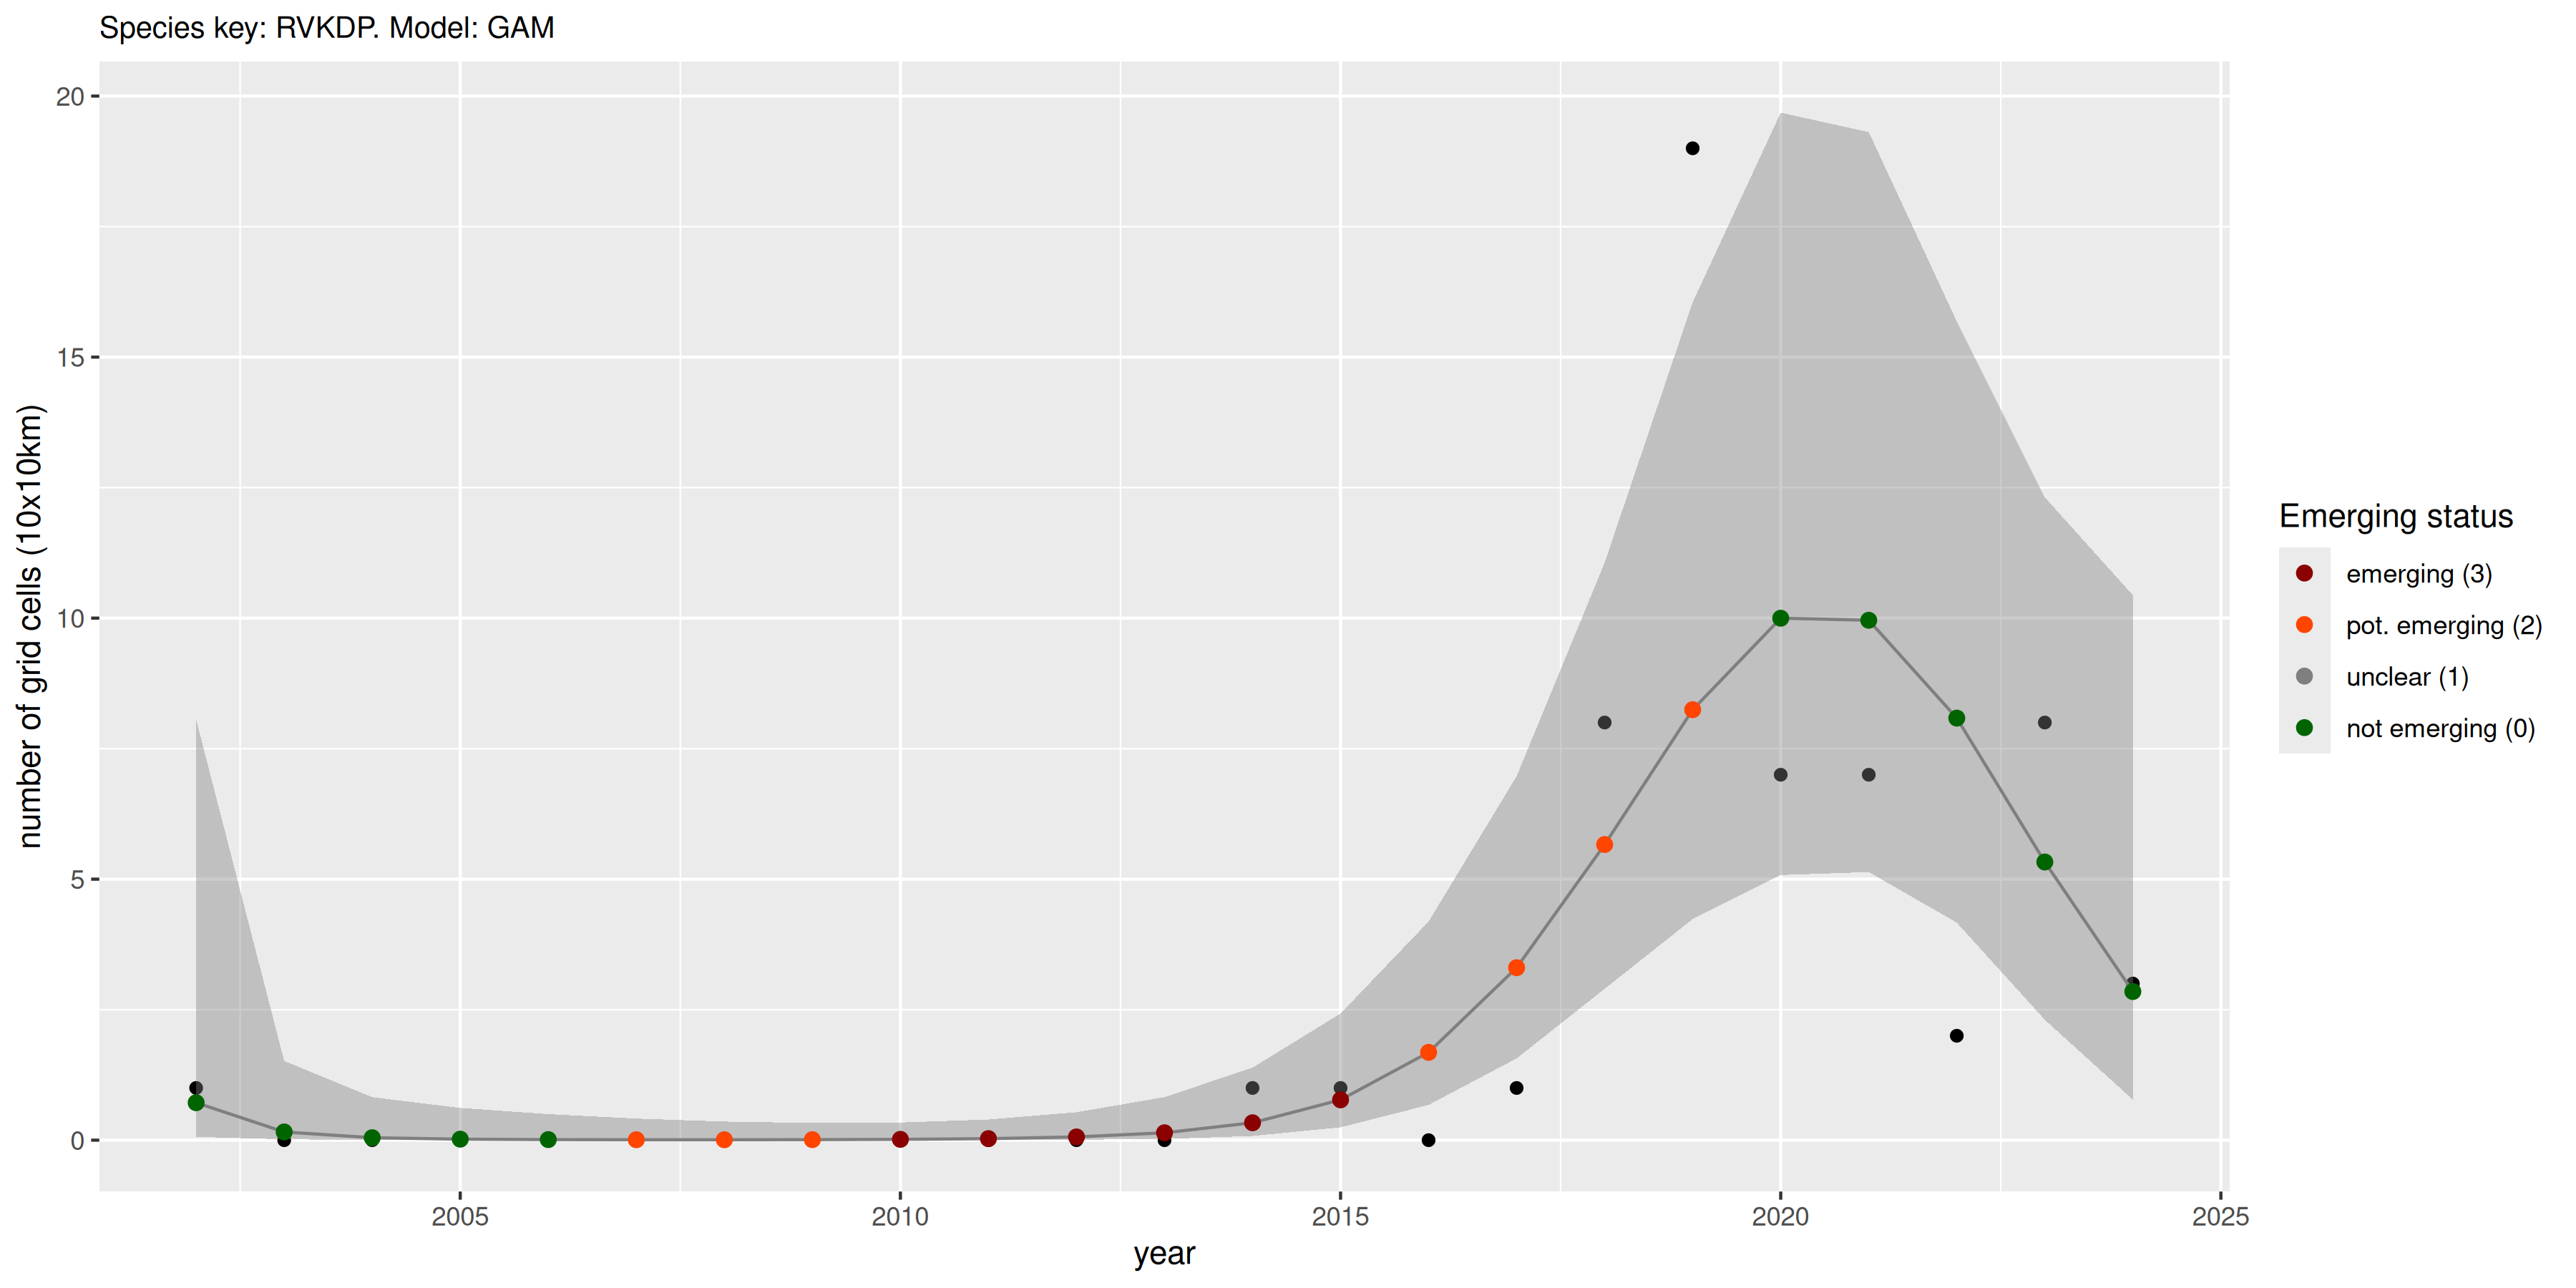 Species key: RVKDP. Model: GAM
number of grid cells (10x10km)
20
15
10
5
0
2005
2010
2015
2020
2025
year
Emerging status
emerging (3)
pot. emerging (2)
unclear (1)
not emerging (0)